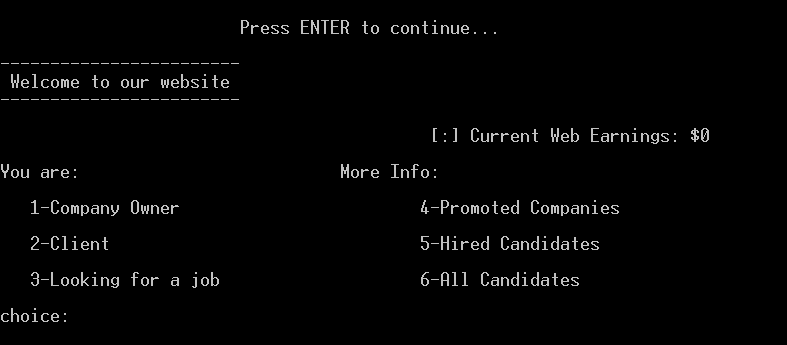 Press ENTER to continue...
------------------------
Welcome to our website
------------------------
[:] Current Web Earnings: $0
You are: More Info:
1-Company Owner 4-Promoted Companies
2-Client 5-Hired Candidates
3-Looking for a job 6-All Candidates
choice: